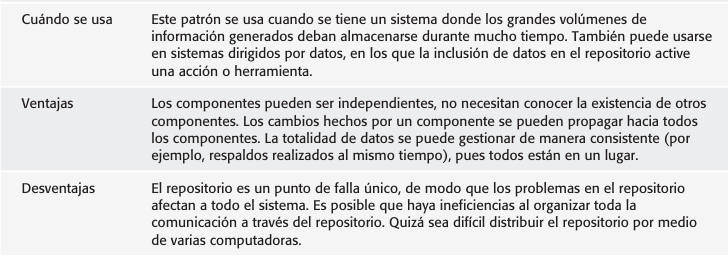 Cuándo se usa
Este patrón se usa cuando se tiene un sistema donde los grandes volúmenes de
información generados deban almacenarse durante mucho tiempo. También puede usarse
en sistemas dirigidos por datos, en los que la inclusión de datos en el repositorio active
una acción o herramienta.
Ventajas
Los componentes pueden ser independientes, no necesitan conocer la existencia de otros
componentes. Los cambios hechos por un componente se pueden propagar hacia todos
los componentes. La totalidad de datos se puede gestionar de manera consistente (por
ejemplo, respaldos realizados al mismo tiempo), pues todos están en un lugar.
Desventajas
El repositorio es un punto de falla único, de modo que los problemas en el repositorio
afectan a todo el sistema. Es posible que haya ineficiencias al organizar toda la
comunicación a través del repositorio. Quizá sea difícil distribuir el repositorio por medio
de varias computadoras.